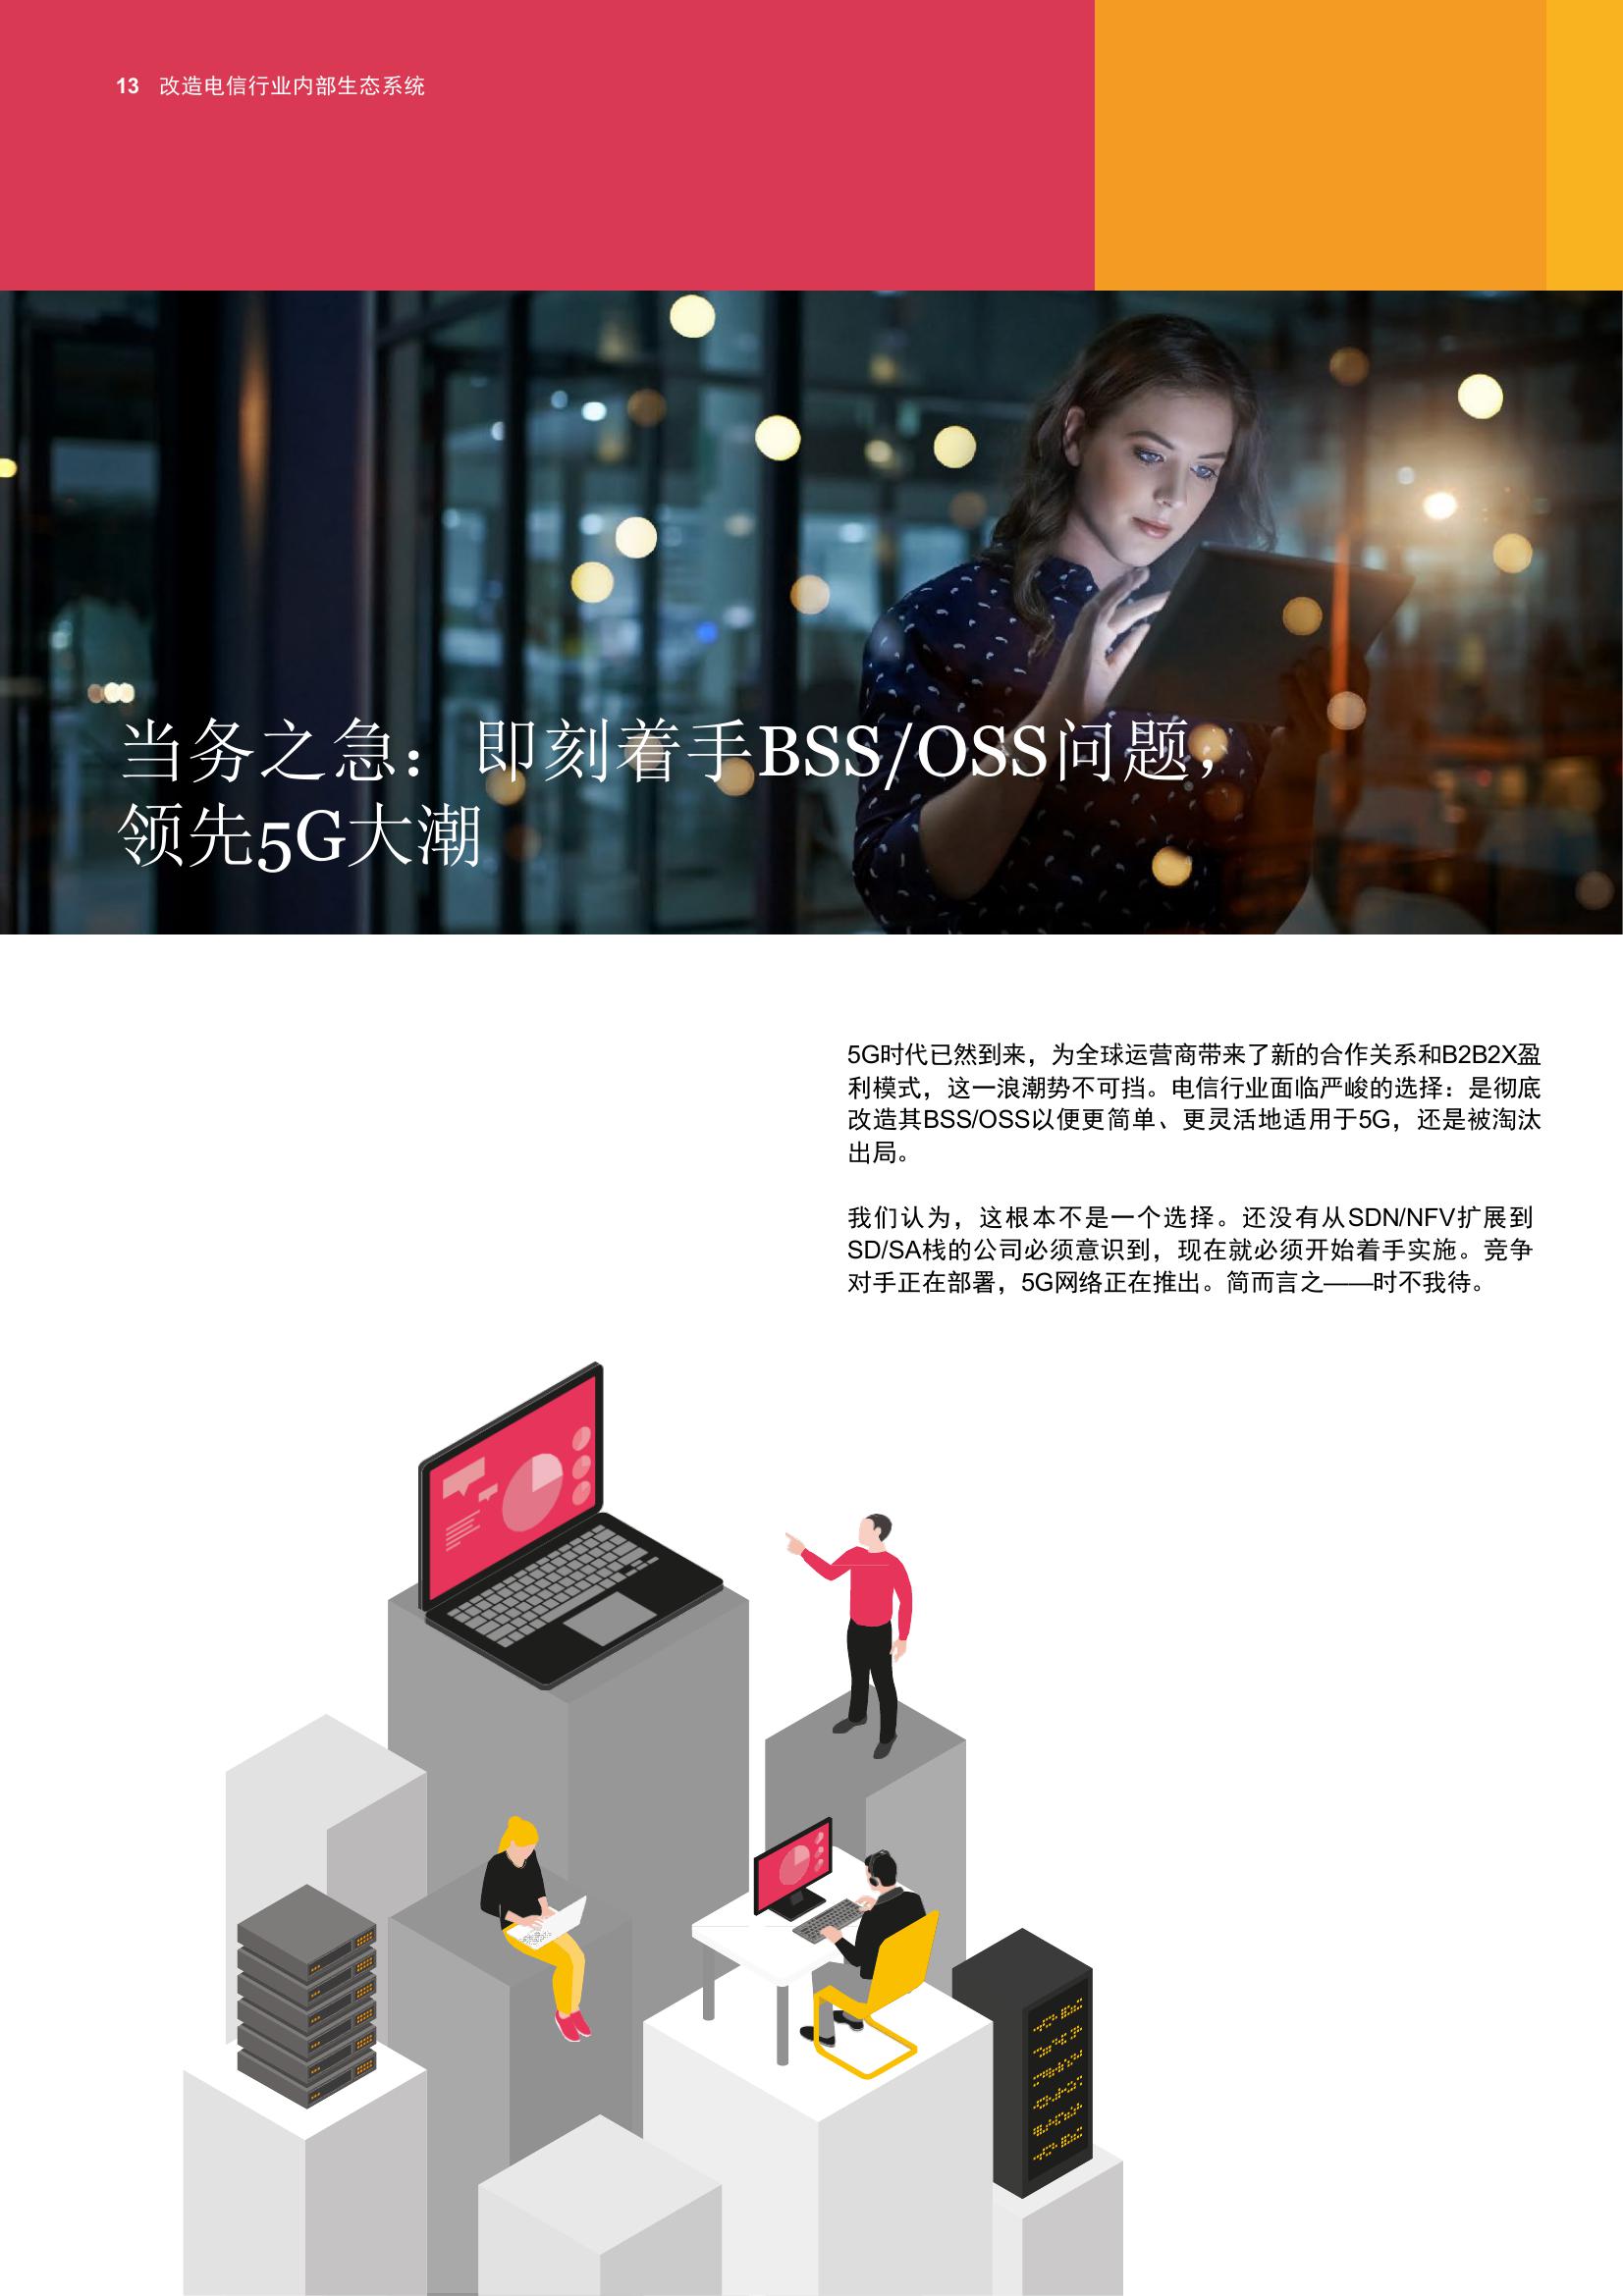 13 改造电信行业内部生态系统
当务之急：即刻着手BSS/OSS问题，
领先5G大潮
5G时代已然到来，为全球运营商带来了新的合作关系和B2B2X盈
利模式，这一浪潮势不可挡。电信行业面临严峻的选择：是彻底
改造其BSS/OSS以便更简单、更灵活地适用于5G，还是被淘汰
出局。
我们认为，这根本不是一个选择。还没有从SDN/NFV扩展到
SD/SA栈的公司必须意识到，现在就必须开始着手实施。竞争
对手正在部署，5G网络正在推出。简而言之——时不我待。